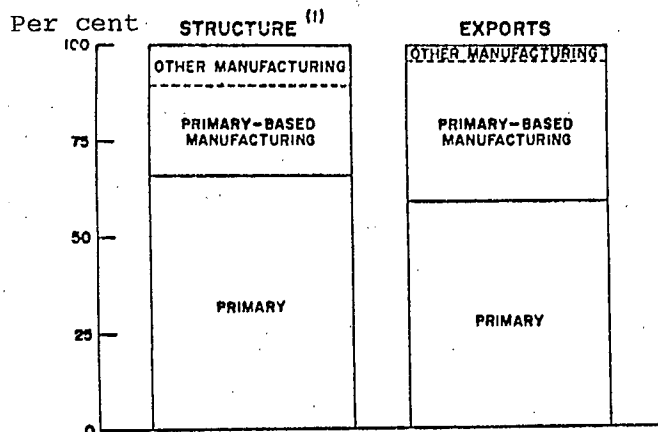 Per cent
STRUCTURE (1)
EXPORTS
100
75
50
25
0
OTHER MANUFACTURING
PRIMARY-BASED
MANUFACTURING
PRIMARY
OTHER MANUFACTURING
PRIMARY-BASED
MANUFACTURING
PRIMARY